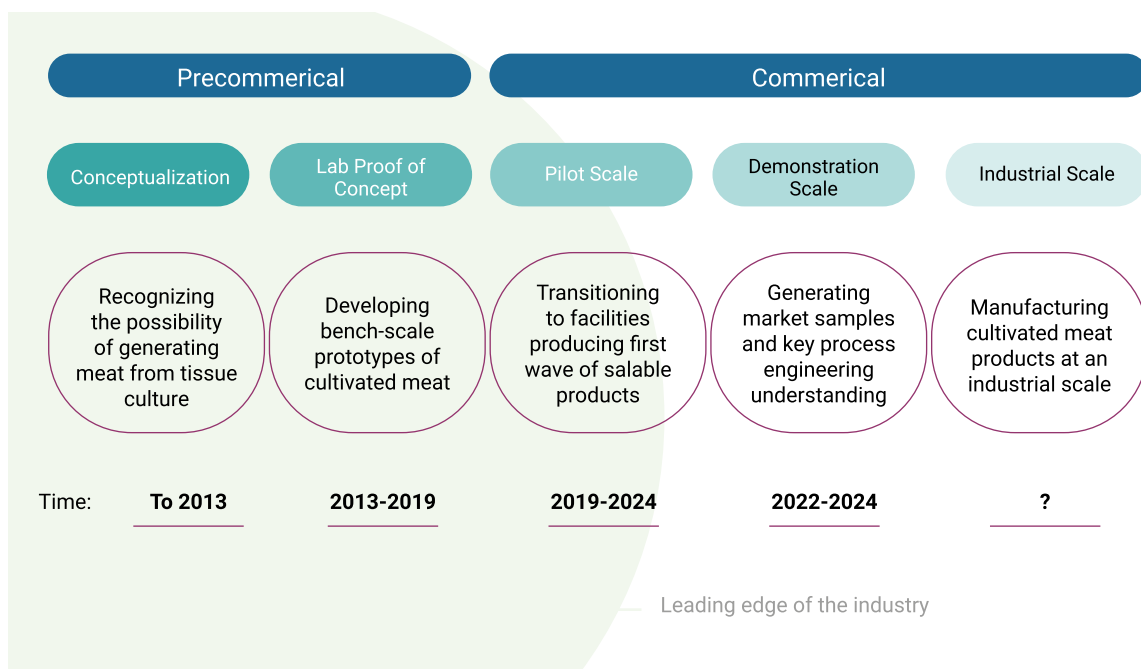 Precommerical
Commerical
Conceptualization
Lab Proof of
Concept
Pilot Scale
Demonstration
Scale
Industrial Scale
Recognizing
the possibility
of generating
meat from tissue
culture
Developing
bench-scale
prototypes of
cultivated meat
Transitioning
to facilities
producing first
wave of salable
products
Generating
market samples
and key process
engineering
understanding
Manufacturing
cultivated meat
products at an
industrial scale
Time:
To 2013
2013-2019
2019-2024
2022-2024
?
Leading edge of the industry